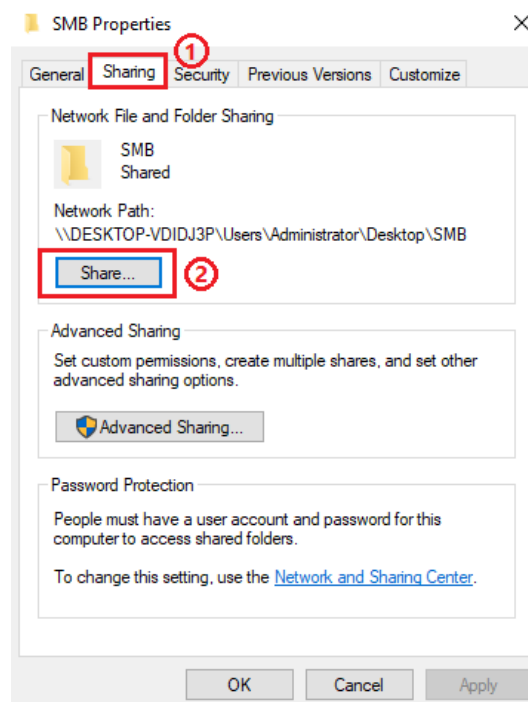 SMB Properties
1
General Sharing Security Previous Versions Customize
Network File and Folder Sharing
SMB
Shared
Network Path:
\\DESKTOP-VDIDJ3P\Users\Administrator\Desktop\SMB
Share...
2
Advanced Sharing
Set custom permissions, create multiple shares, and set other
advanced sharing options.
Advanced Sharing...
Password Protection
People must have a user account and password for this
computer to access shared folders.
To change this setting, use the Network and Sharing Center.
OK Cancel Apply